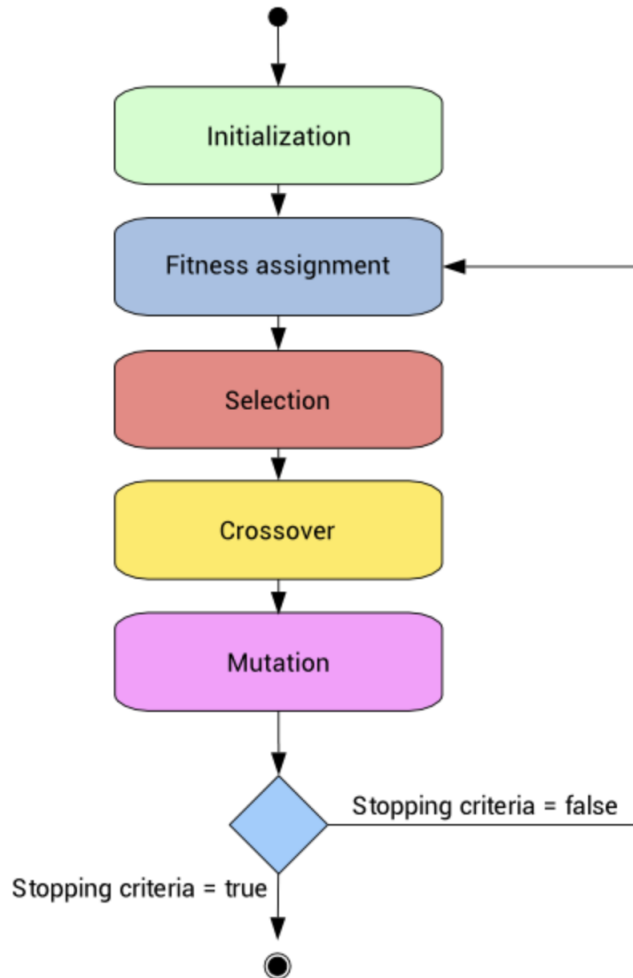 Initialization
Fitness assignment
Selection
Crossover
Mutation
Stopping criteria = false
Stopping criteria = true